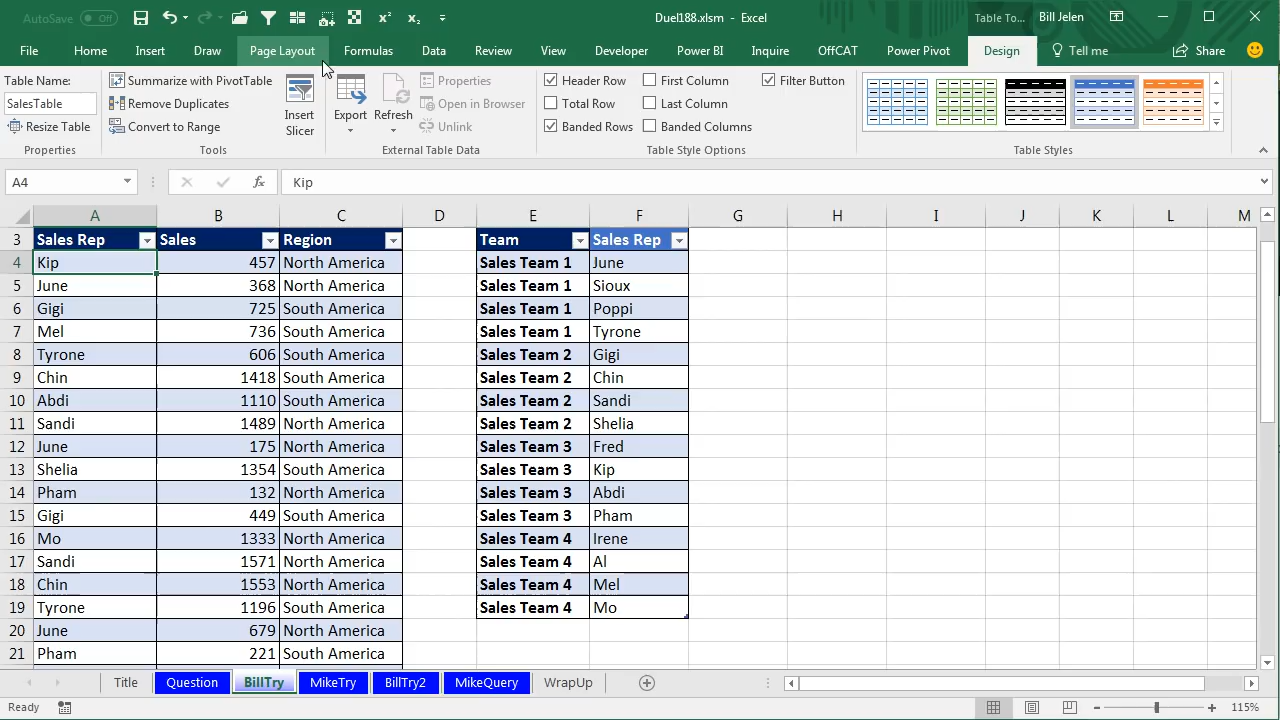 AutoSave Off Duel188.xlsm - Excel Table To... Bill Jelen
File Home Insert Draw Page Layout Formulas Data Review View Developer Power BI Inquire OffCAT Power Pivot Design Tell me Share
Table Name: Summarize with PivotTable Properties Header Row First Column Filter Button
SalesTable Remove Duplicates Insert Slicer Export Refresh Open in Browser Total Row Last Column
Resize Table Convert to Range Unlink Banded Rows Banded Columns
Properties Tools External Table Data Table Style Options Table Styles
A4 fx Kip
A B C D E F G H I J K L M
3 Sales Rep Sales Region Team Sales Rep
4 Kip 457 North America Sales Team 1 June
5 June 368 North America Sales Team 1 Sioux
6 Gigi 725 South America Sales Team 1 Poppi
7 Mel 736 South America Sales Team 1 Tyrone
8 Tyrone 606 South America Sales Team 2 Gigi
9 Chin 1418 South America Sales Team 2 Chin
10 Abdi 1110 South America Sales Team 2 Sandi
11 Sandi 1489 North America Sales Team 2 Shelia
12 June 175 North America Sales Team 3 Fred
13 Shelia 1354 South America Sales Team 3 Kip
14 Pham 132 North America Sales Team 3 Abdi
15 Gigi 449 South America Sales Team 3 Pham
16 Mo 1333 North America Sales Team 4 Irene
17 Sandi 1571 North America Sales Team 4 Al
18 Chin 1553 North America Sales Team 4 Mel
19 Tyrone 1196 South America Sales Team 4 Mo
20 June 679 North America
21 Pham 221 South America
Title Question BillTry MikeTry BillTry2 MikeQuery WrapUp
Ready 115%